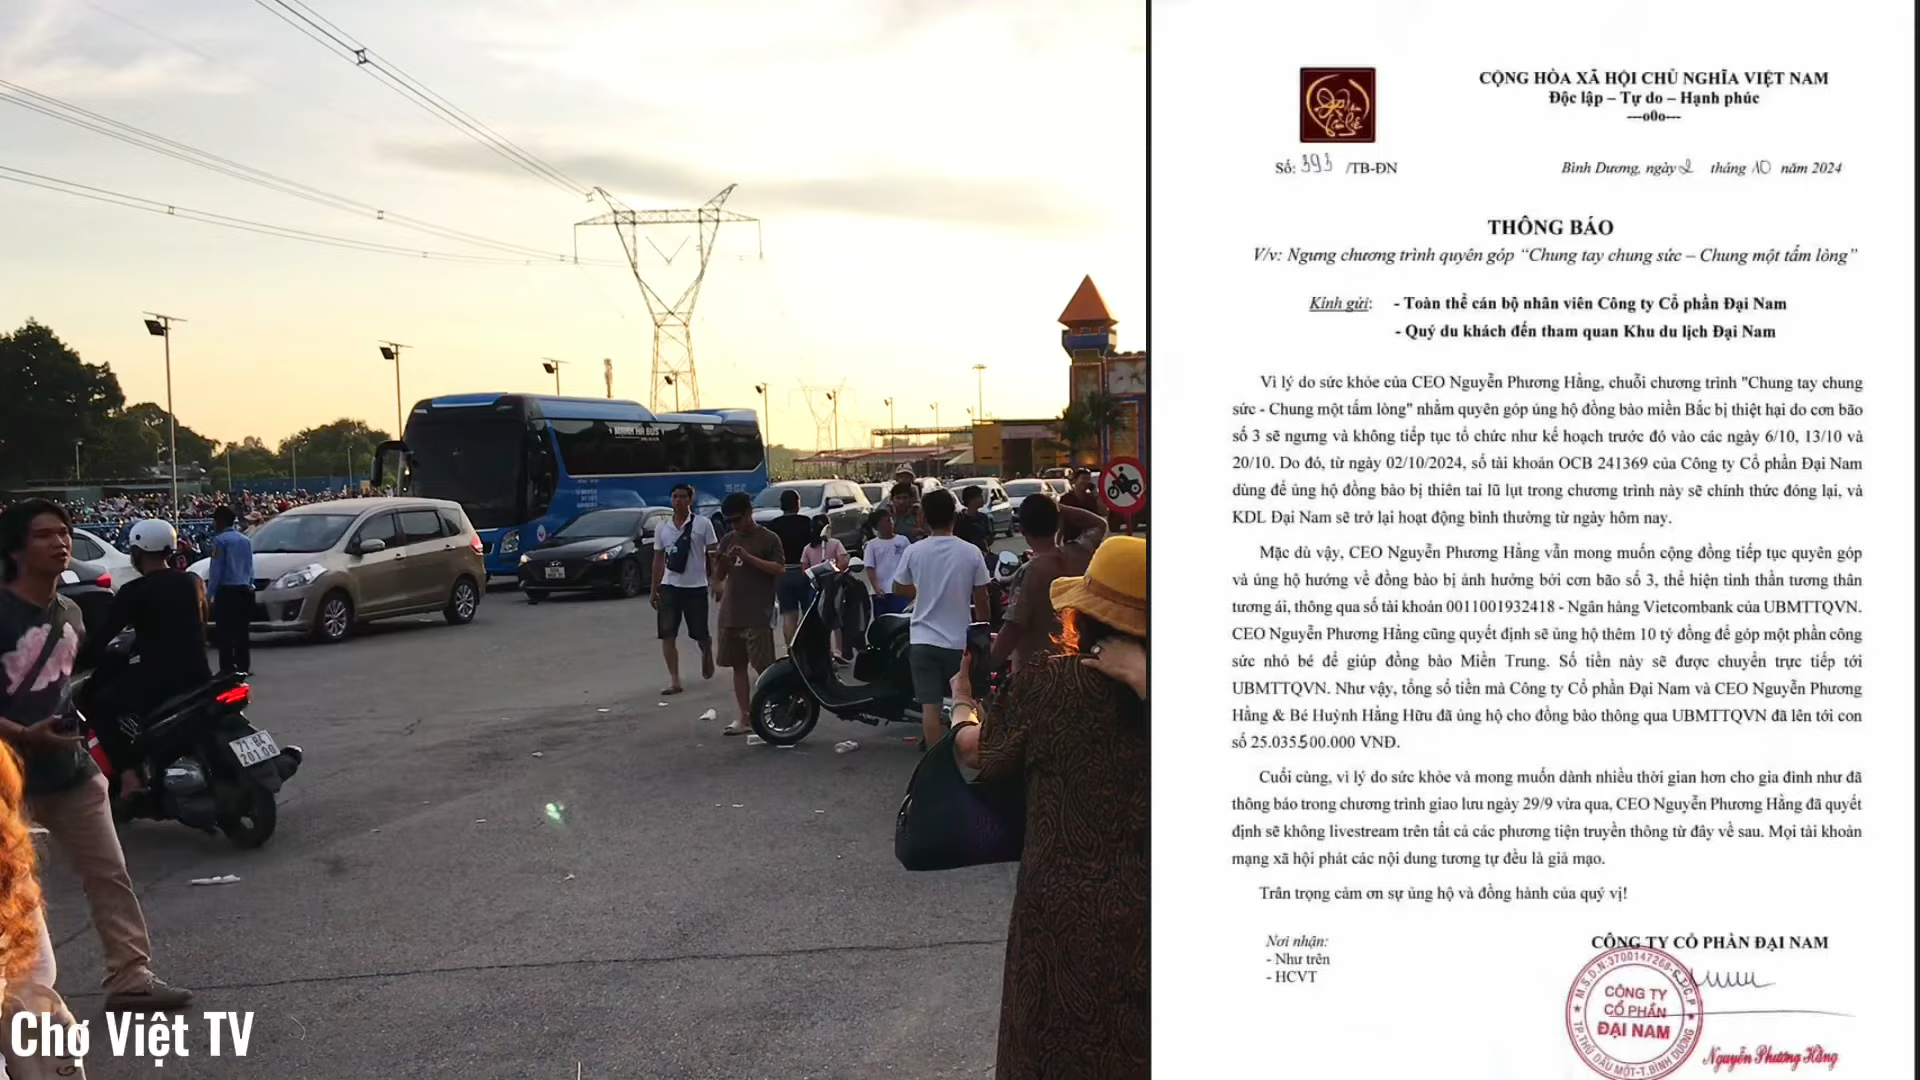 MẠNH HÀ BUS
71-B4
201.00
Chợ Việt TV
CỘNG HÒA XÃ HỘI CHỦ NGHĨA VIỆT NAM
Độc lập – Tự do – Hạnh phúc
---o0o---
Số: 393 /TB-ĐN
Bình Dương, ngày 2 tháng 10 năm 2024
THÔNG BÁO
V/v: Ngưng chương trình quyên góp “Chung tay chung sức – Chung một tấm lòng”
Kính gửi: - Toàn thể cán bộ nhân viên Công ty Cổ phần Đại Nam
- Quý du khách đến tham quan Khu du lịch Đại Nam
Vì lý do sức khỏe của CEO Nguyễn Phương Hằng, chuỗi chương trình "Chung tay chung
sức - Chung một tấm lòng" nhằm quyên góp ủng hộ đồng bào miền Bắc bị thiệt hại do cơn bão
số 3 sẽ ngưng và không tiếp tục tổ chức như kế hoạch trước đó vào các ngày 6/10, 13/10 và
20/10. Do đó, từ ngày 02/10/2024, số tài khoản OCB 241369 của Công ty Cổ phần Đại Nam
dùng để ủng hộ đồng bào bị thiên tai lũ lụt trong chương trình này sẽ chính thức đóng lại, và
KDL Đại Nam sẽ trở lại hoạt động bình thường từ ngày hôm nay.
Mặc dù vậy, CEO Nguyễn Phương Hằng vẫn mong muốn cộng đồng tiếp tục quyên góp
và ủng hộ hướng về đồng bào bị ảnh hưởng bởi cơn bão số 3, thể hiện tinh thần tương thân
tương ái, thông qua số tài khoản 0011001932418 - Ngân hàng Vietcombank của UBMTTQVN.
CEO Nguyễn Phương Hằng cũng quyết định sẽ ủng hộ thêm 10 tỷ đồng để góp một phần công
sức nhỏ bé để giúp đồng bào Miền Trung. Số tiền này sẽ được chuyển trực tiếp tới
UBMTTQVN. Như vậy, tổng số tiền mà Công ty Cổ phần Đại Nam và CEO Nguyễn Phương
Hằng & Bé Huỳnh Hằng Hữu đã ủng hộ cho đồng bào thông qua UBMTTQVN đã lên tới con
số 25.035.500.000 VNĐ.
Cuối cùng, vì lý do sức khỏe và mong muốn dành nhiều thời gian hơn cho gia đình như đã
thông báo trong chương trình giao lưu ngày 29/9 vừa qua, CEO Nguyễn Phương Hằng đã quyết
định sẽ không livestream trên tất cả các phương tiện truyền thông từ đây về sau. Mọi tài khoản
mạng xã hội phát các nội dung tương tự đều là giả mạo.
Trân trọng cảm ơn sự ủng hộ và đồng hành của quý vị!
Nơi nhận:
- Như trên
- HCVT
CÔNG TY CỔ PHẦN ĐẠI NAM
M.S.D.N:3700147268-C.T.C.P
CÔNG TY
CỔ PHẦN
ĐẠI NAM
TP.THỦ DẦU MỘT-T.BÌNH DƯƠNG
Nguyễn Phương Hằng